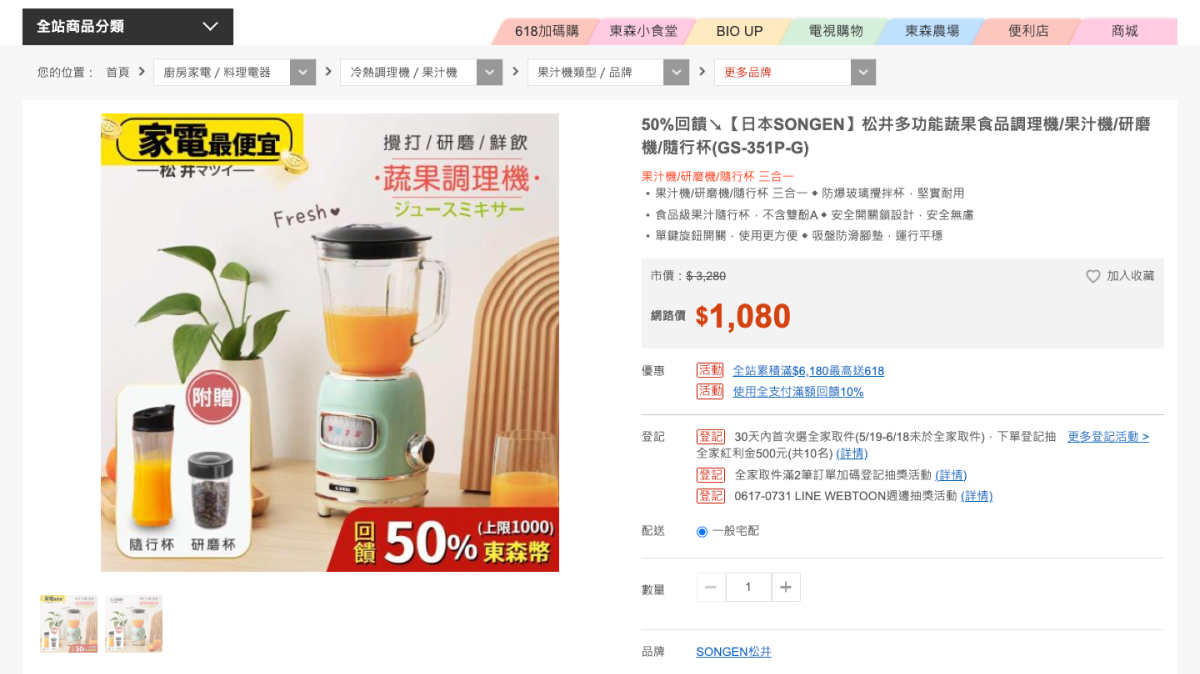 全站商品分類
618加碼購
東森小食堂
BIO UP
電視購物
東森農場
便利店
商城
您的位置：
首頁
廚房家電 / 料理電器
冷熱調理機 / 果汁機
果汁機類型 / 品牌
更多品牌
家電最便宜
松井マツイ
攪打/研磨/鮮飲
·蔬果調理機·
ジュースミキサー
Fresh
附贈
隨行杯
研磨杯
回饋50%(上限1000)東森幣
50%回饋↘【日本SONGEN】松井多功能蔬果食品調理機/果汁機/研磨
機/隨行杯(GS-351P-G)
果汁機/研磨機/隨行杯 三合一
・果汁機/研磨機/隨行杯 三合一◆防爆玻璃攪拌杯．堅實耐用
・食品級果汁隨行杯．不含雙酚A◆安全開關鎖設計．安全無慮
・單鍵旋鈕開關．使用更方便◆吸盤防滑腳墊．運行平穩
市價：$ 3,280
加入收藏
網路價 $1,080
優惠
活動 全站累積滿$6,180最高送618
活動 使用全支付滿額回饋10%
登記
登記 30天內首次選全家取件(5/19-6/18未於全家取件)．下單登記抽
更多登記活動 >
全家紅利金500元(共10名) (詳情)
登記 全家取件滿2筆訂單加碼登記抽獎活動 (詳情)
登記 0617-0731 LINE WEBTOON週邊抽獎活動 (詳情)
配送
一般宅配
數量
1
品牌
SONGEN松井